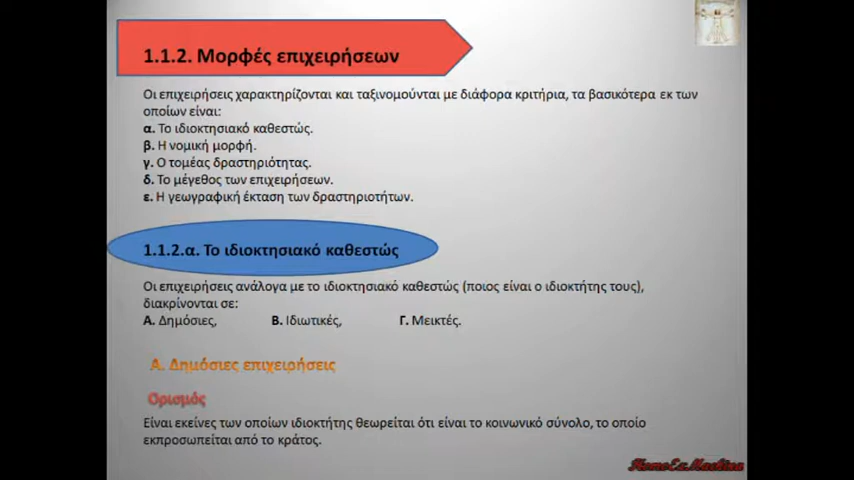 1.1.2. Μορφές επιχειρήσεων
Οι επιχειρήσεις χαρακτηρίζονται και ταξινομούνται με διάφορα κριτήρια, τα βασικότερα εκ των
οποίων είναι:
α. Το ιδιοκτησιακό καθεστώς.
β. Η νομική μορφή.
γ. Ο τομέας δραστηριότητας.
δ. Το μέγεθος των επιχειρήσεων.
ε. Η γεωγραφική έκταση των δραστηριοτήτων.
1.1.2.α. Το ιδιοκτησιακό καθεστώς
Οι επιχειρήσεις ανάλογα με το ιδιοκτησιακό καθεστώς (ποιος είναι ο ιδιοκτήτης τους),
διακρίνονται σε:
Α. Δημόσιες, Β. Ιδιωτικές, Γ. Μεικτές.
Α. Δημόσιες επιχειρήσεις
Ορισμός
Είναι εκείνες των οποίων ιδιοκτήτης θεωρείται ότι είναι το κοινωνικό σύνολο, το οποίο
εκπροσωπείται από το κράτος.
HomoExMachina